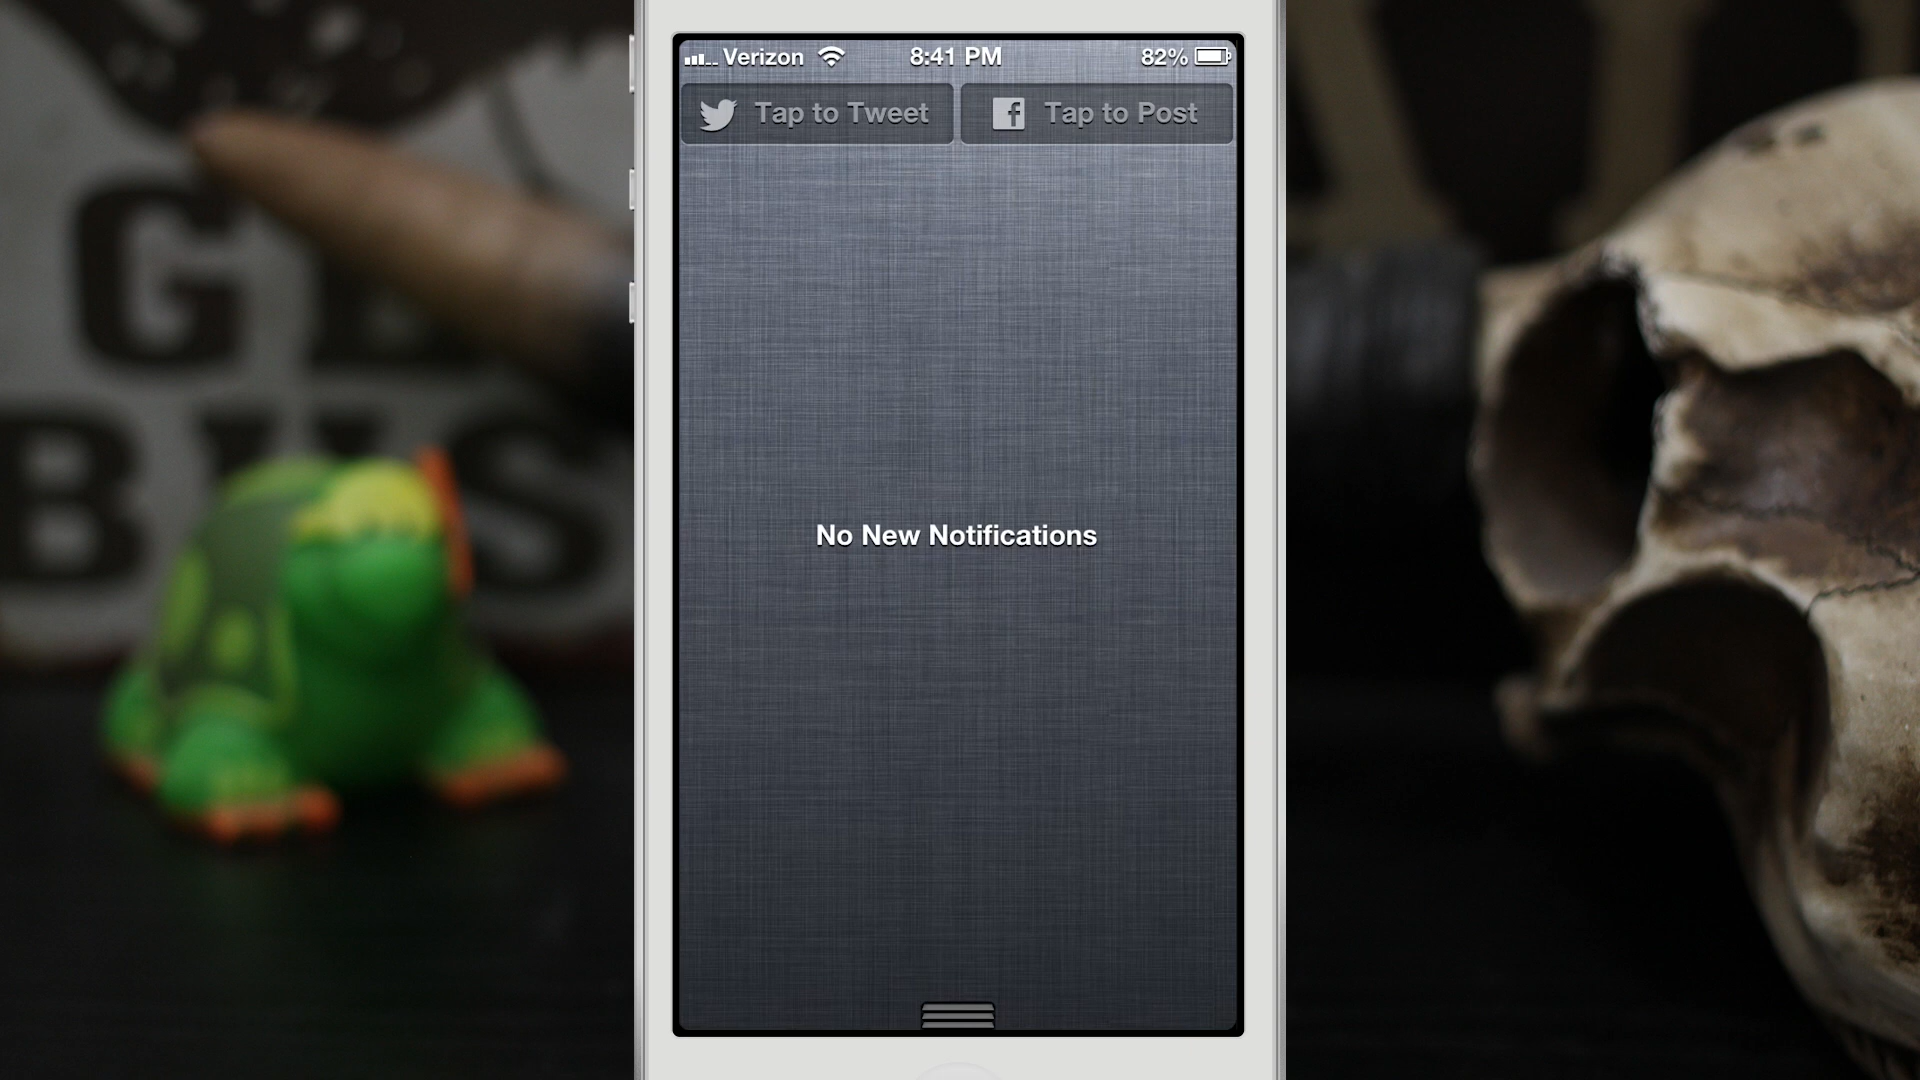 Verizon 8:41 PM 82%
Tap to Tweet Tap to Post
No New Notifications